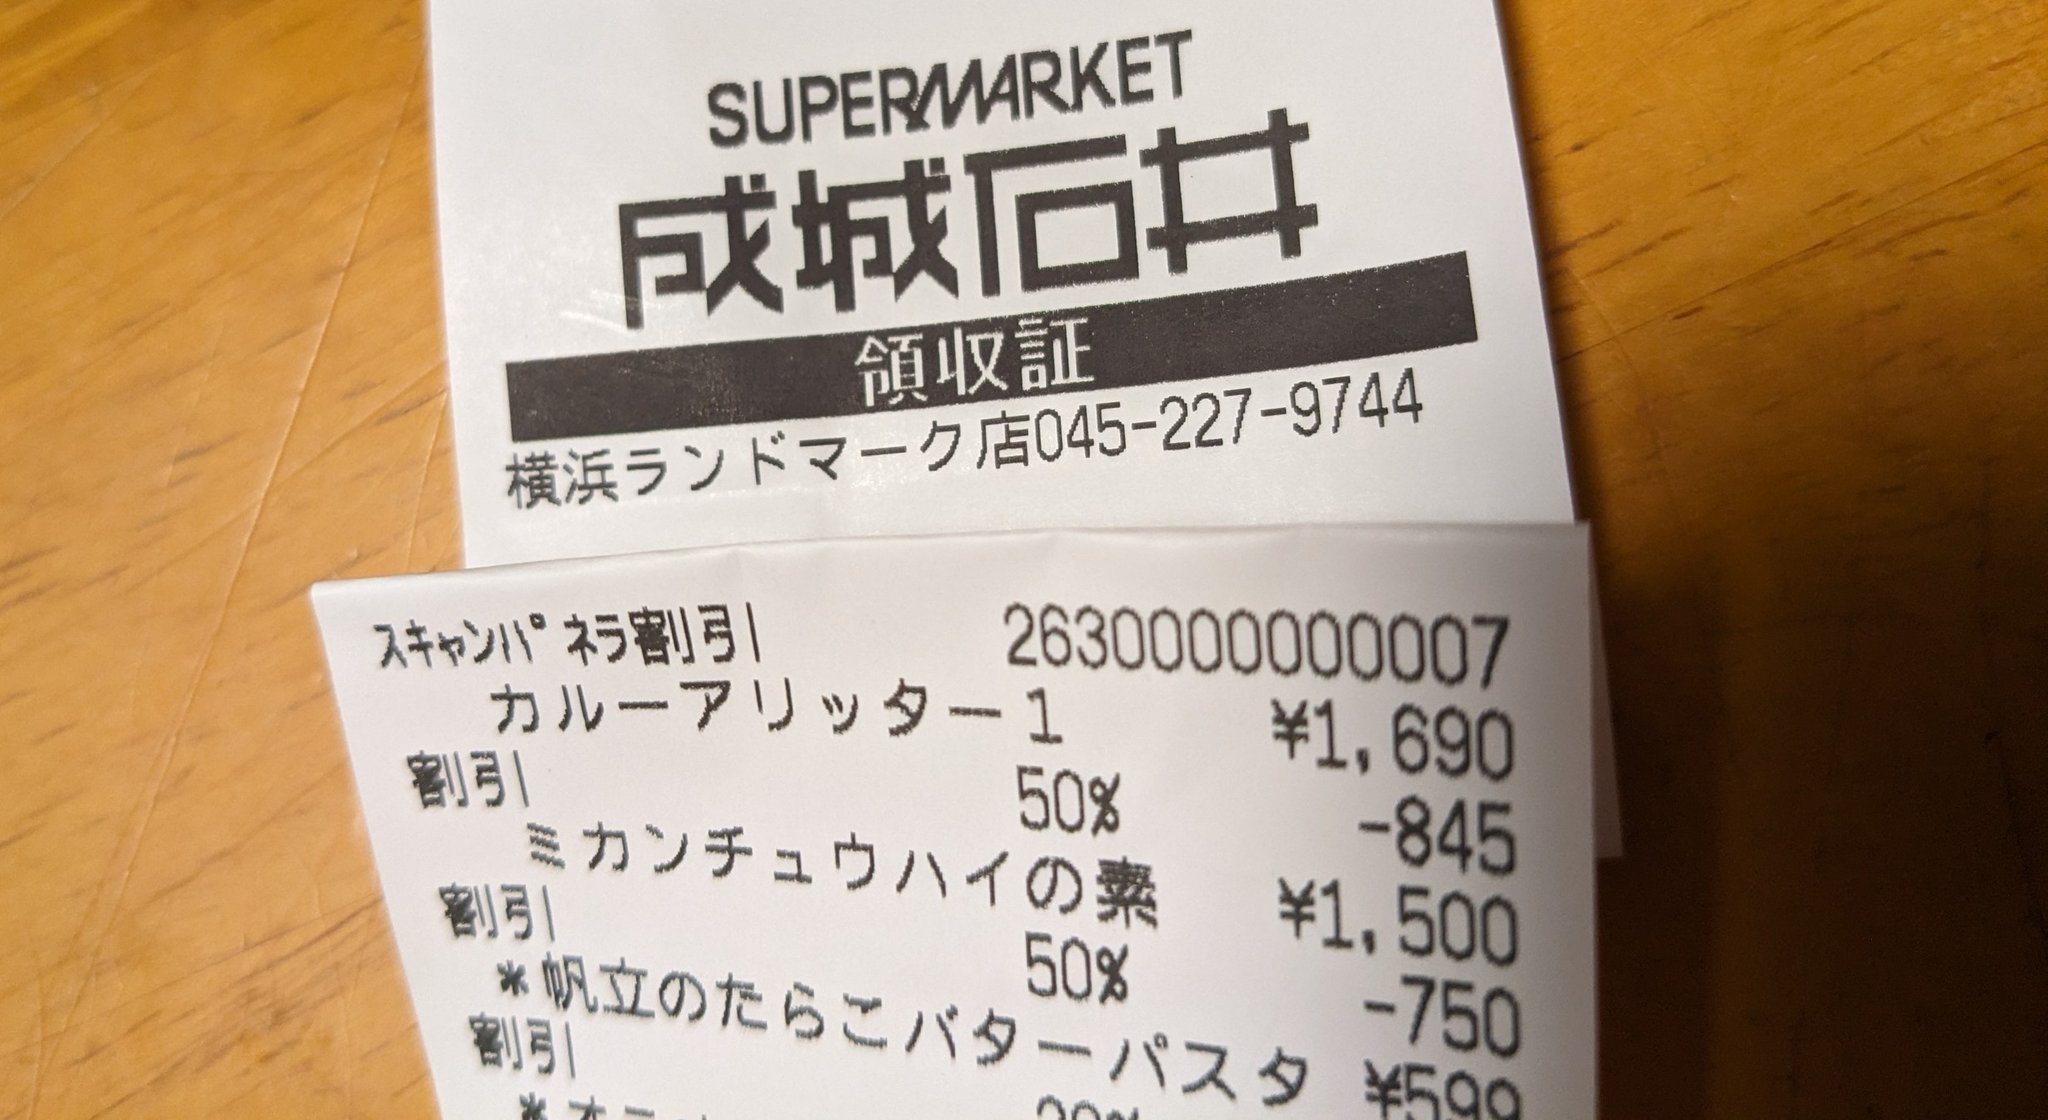 SUPERMARKET
成城石井
領収証
横浜ランドマーク店045-227-9744
ｽｷｬﾝﾊﾟﾈﾗ割引 2630000000007
カルーアリッター1 ¥1,690
割引 50% -845
ミカンチュウハイの素 ¥1,500
割引 50% -750
*帆立のたらこバターパスタ ¥599
割引 20%
*オニ